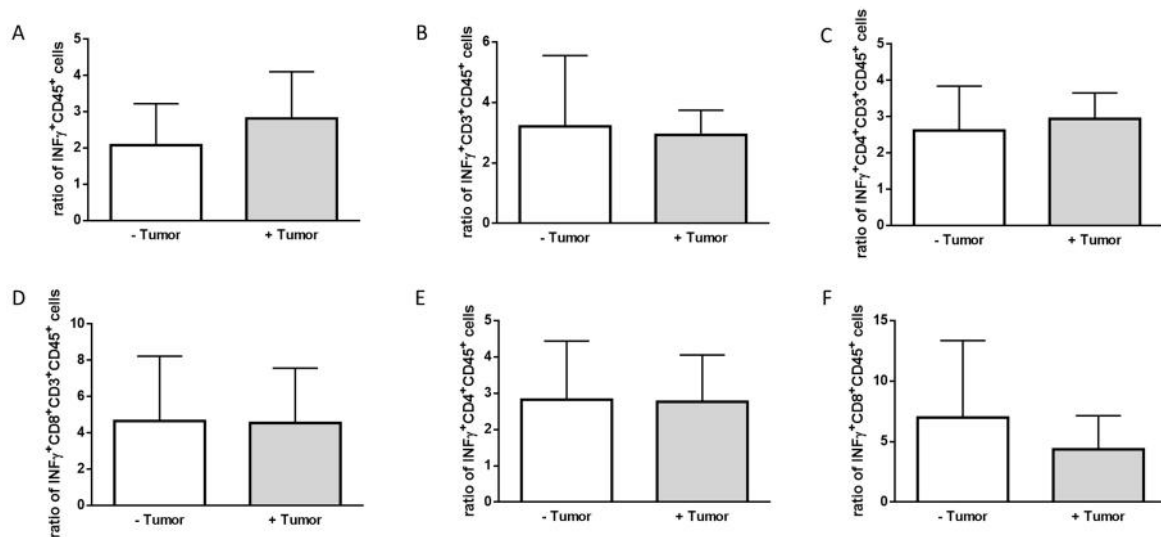 A
ratio of INFγ⁺CD45⁺ cells
5
4
3
2
1
0
- Tumor
+ Tumor
B
ratio of INFγ⁺CD3⁺CD45⁺ cells
6
4
2
0
- Tumor
+ Tumor
C
ratio of INFγ⁺CD4⁺CD3⁺CD45⁺ cells
5
4
3
2
1
0
- Tumor
+ Tumor
D
ratio of INFγ⁺CD8⁺CD3⁺CD45⁺ cells
10
8
6
4
2
0
- Tumor
+ Tumor
E
ratio of INFγ⁺CD4⁺CD45⁺ cells
5
4
3
2
1
0
- Tumor
+ Tumor
F
ratio of INFγ⁺CD8⁺CD45⁺ cells
15
10
5
0
- Tumor
+ Tumor